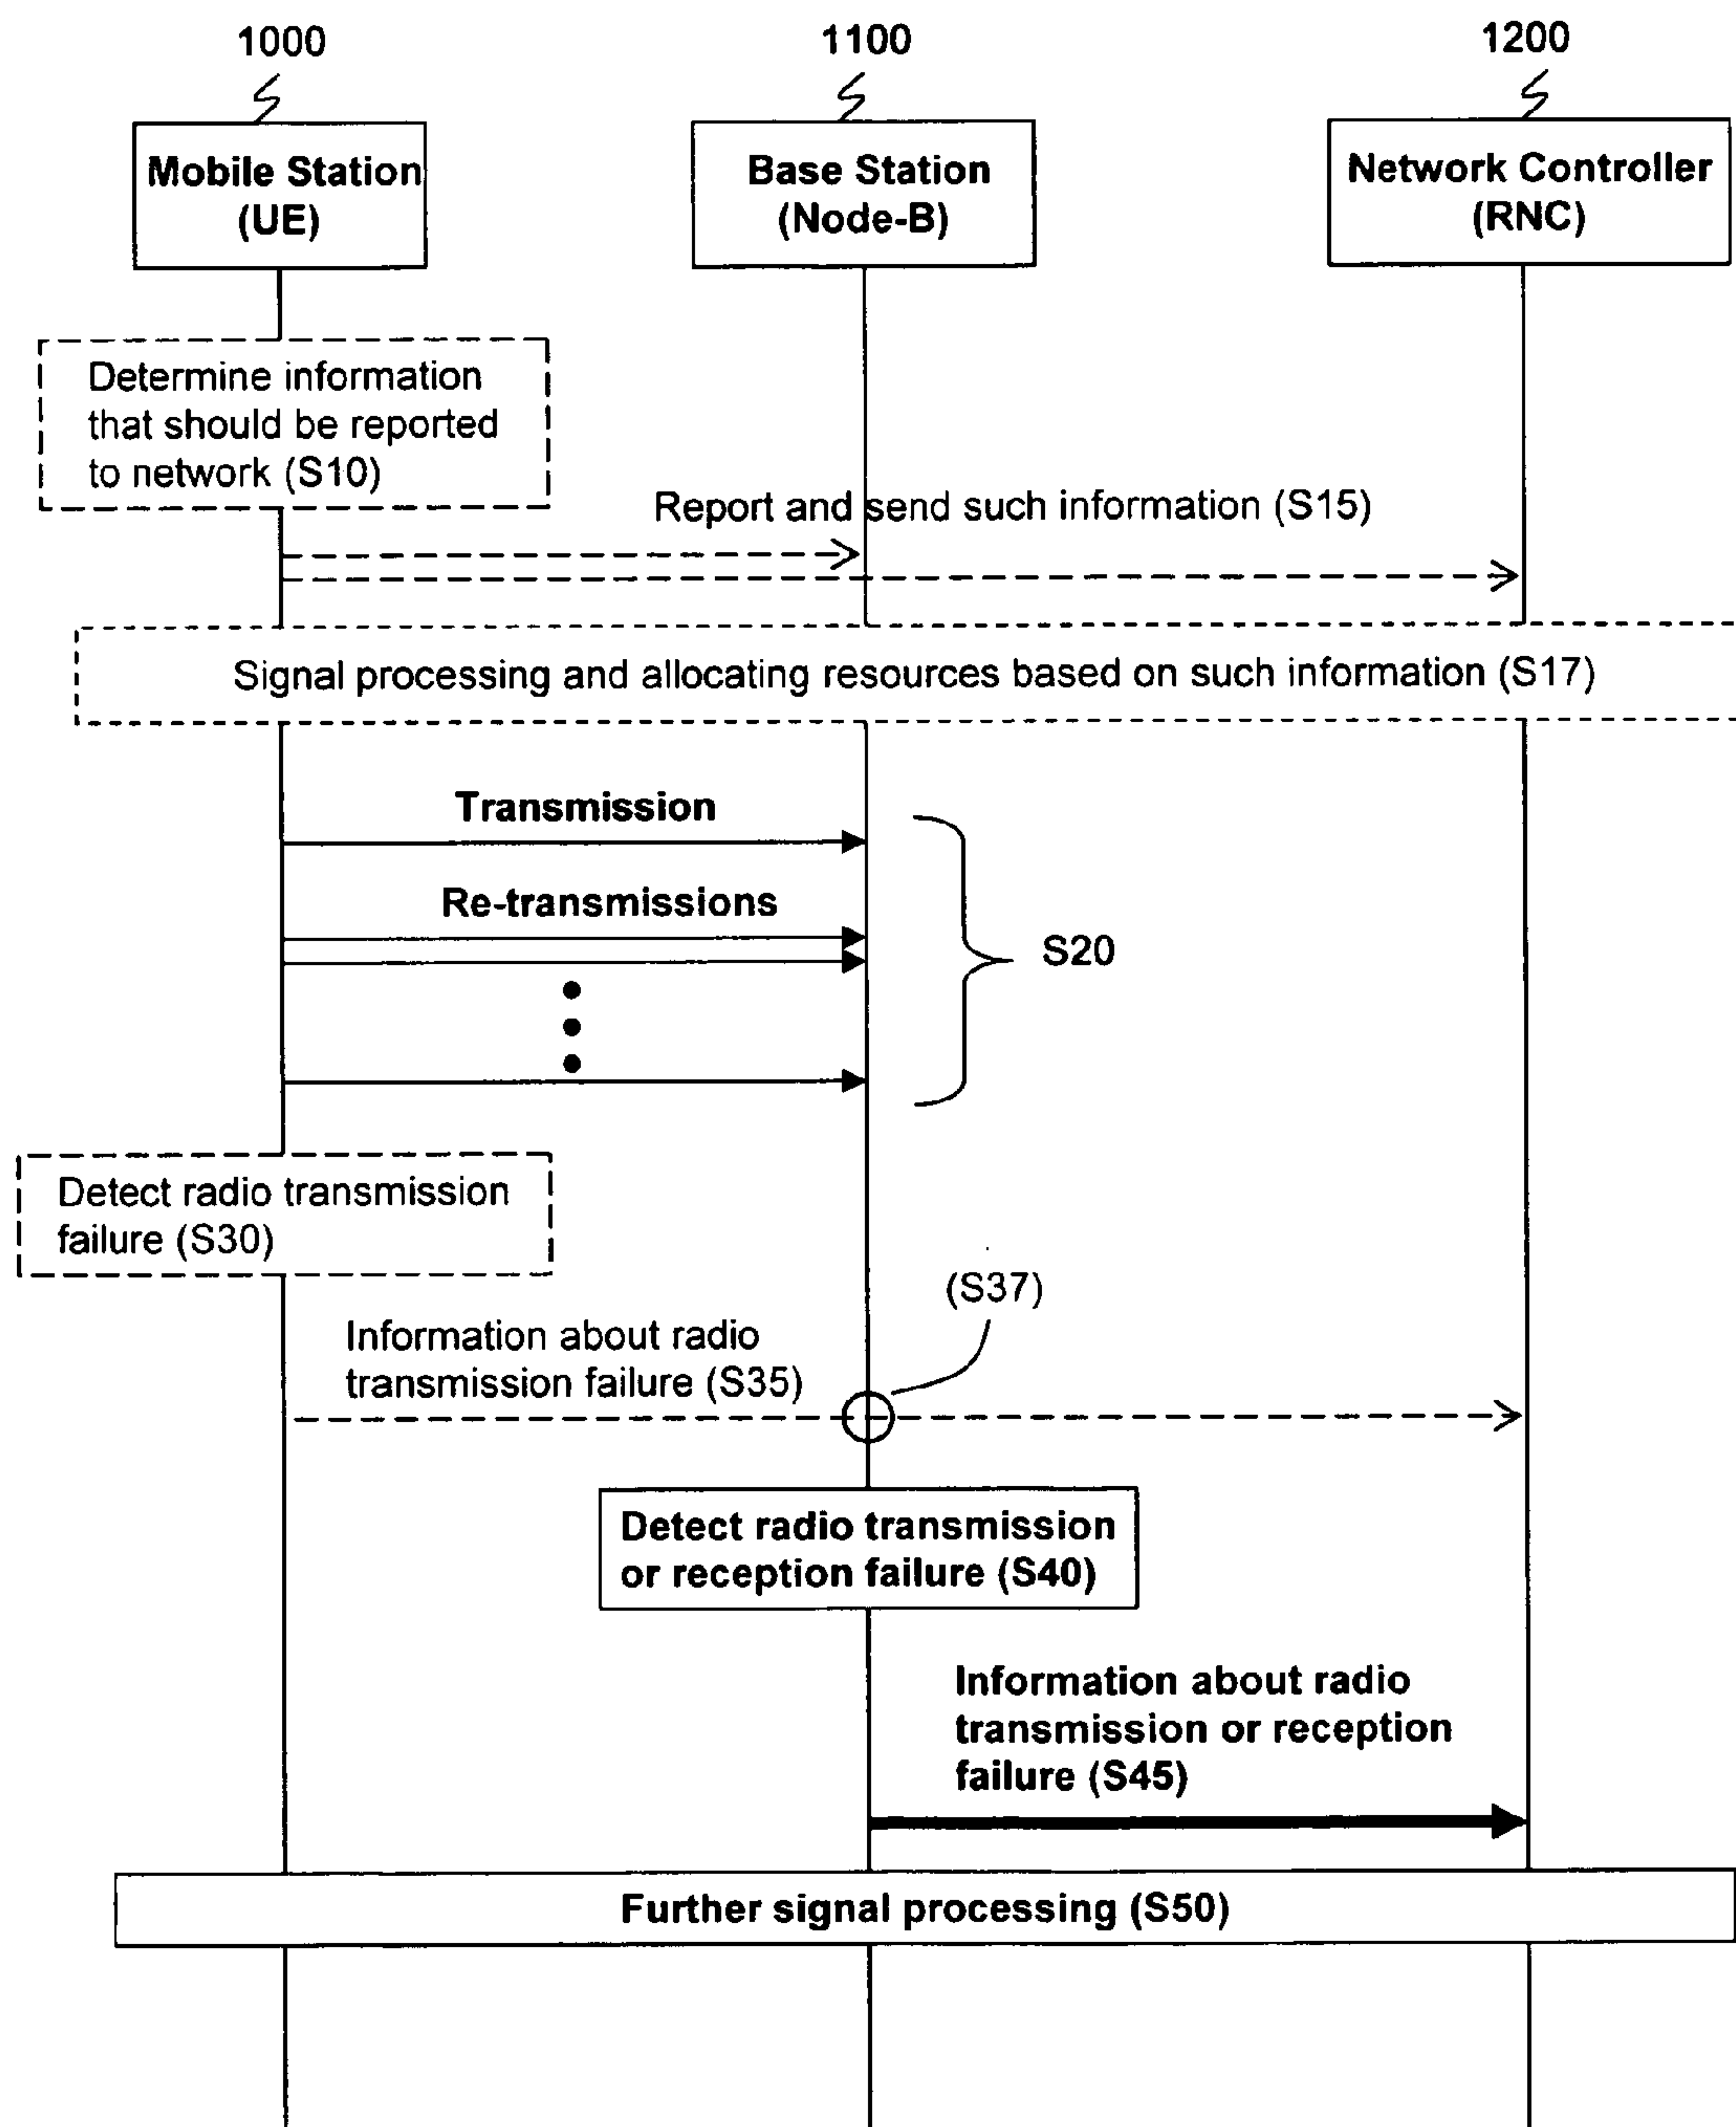 1000
1100
1200
Mobile Station
(UE)
Base Station
(Node-B)
Network Controller
(RNC)
Determine information
that should be reported
to network (S10)
Report and send such information (S15)
Signal processing and allocating resources based on such information (S17)
Transmission
Re-transmissions
S20
Detect radio transmission
failure (S30)
(S37)
Information about radio
transmission failure (S35)
Detect radio transmission
or reception failure (S40)
Information about radio
transmission or reception
failure (S45)
Further signal processing (S50)